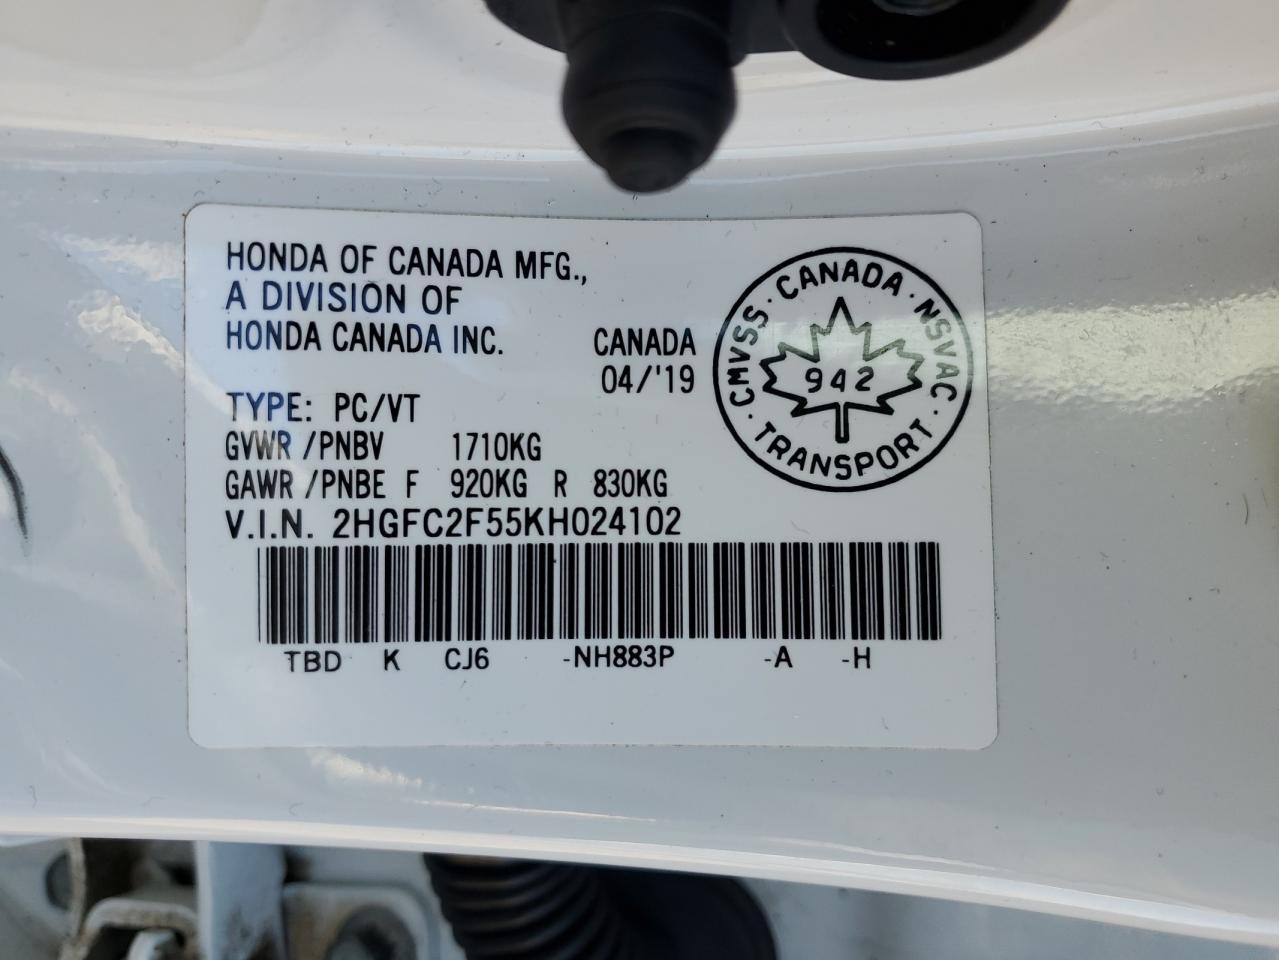 HONDA OF CANADA MFG.,
A DIVISION OF
HONDA CANADA INC.
CANADA
04/'19
TYPE: PC/VT
GVWR /PNBV 1710KG
GAWR /PNBE F 920KG R 830KG
V.I.N. 2HGFC2F55KH024102
TBD K CJ6 -NH883P -A -H
CMVSS · CANADA · NSVAC · TRANSPORT ·
942